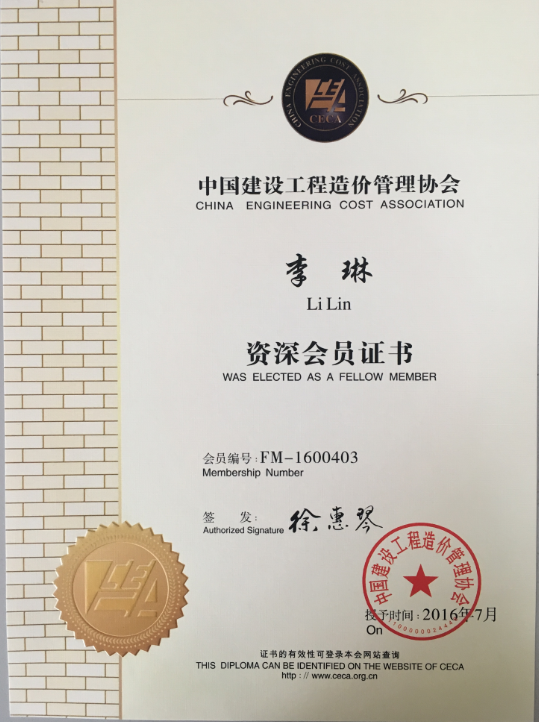 CHINA ENGINEERING COST ASSOCIATION
CECA
中国建设工程造价管理协会
CHINA ENGINEERING COST ASSOCIATION
李 琳
Li Lin
资深会员证书
WAS ELECTED AS A FELLOW MEMBER
会员编号:FM-1600403
Membership Number
签 发:
Authorized Signature 徐惠琴
中国建设工程造价管理协会
授予时间:2016年7月
On
证书的有效性可登录本会网站查询
THIS DIPLOMA CAN BE IDENTIFIED ON THE WEBSITE OF CECA
http://www.ceca.org.cn